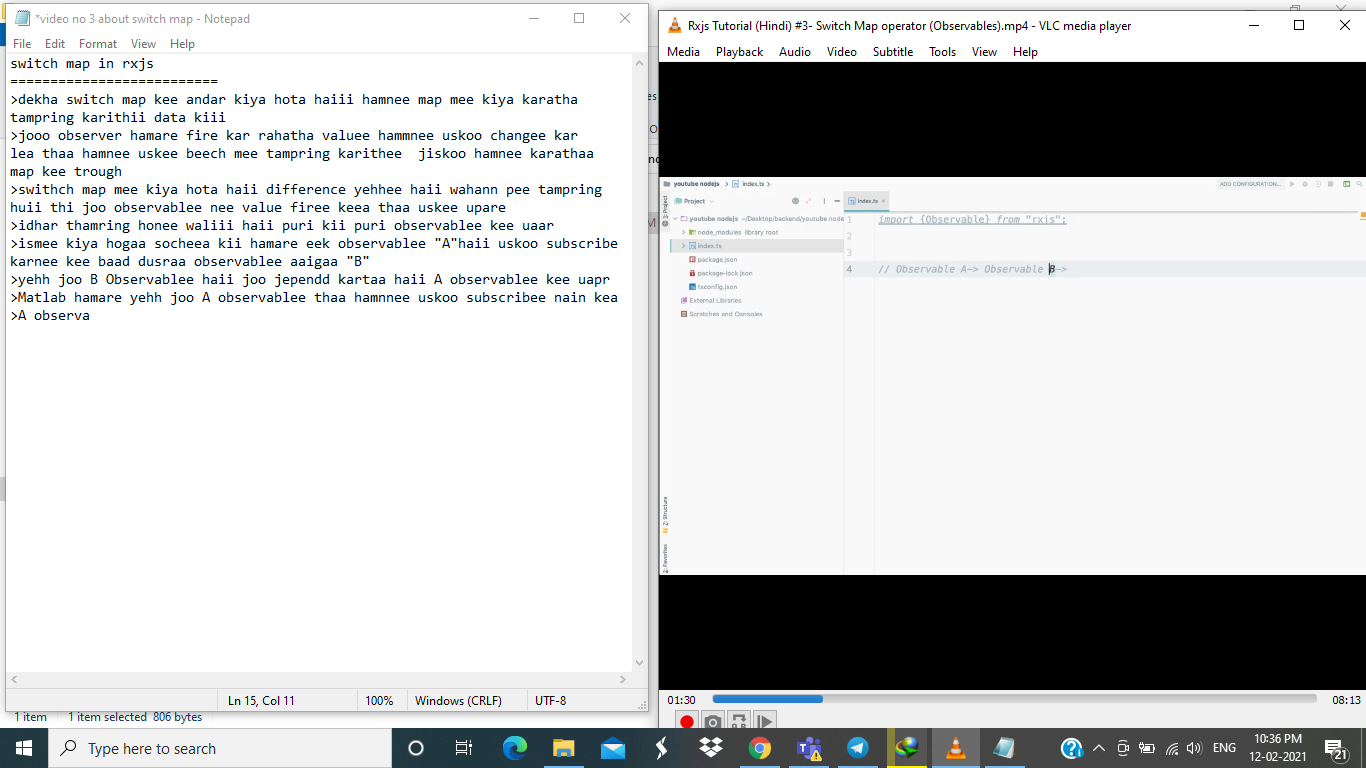 *video no 3 about switch map - Notepad
File Edit Format View Help
switch map in rxjs
==========================
>dekha switch map kee andar kiya hota haiii hamnee map mee kiya karatha
tampring karithii data kiii
>jooo observer hamare fire kar rahatha valuee hammnee uskoo changee kar
lea thaa hamnee uskee beech mee tampring karithee  jiskoo hamnee karathaa
map kee trough
>swithch map mee kiya hota haii difference yehhee haii wahann pee tampring
huii thi joo observablee nee value firee keea thaa uskee upare
>idhar thamring honee waliii haii puri kii puri observablee kee uaar
>ismee kiya hogaa socheea kii hamare eek observablee "A"haii uskoo subscribe
karnee kee baad dusraa observablee aaigaa "B"
>yehh joo B Observablee haii joo jependd kartaa haii A observablee kee uapr
>Matlab hamare yehh joo A observablee thaa hamnnee uskoo subscribee nain kea
>A observa
Ln 15, Col 11
100%
Windows (CRLF)
UTF-8
1 item
1 item selected 806 bytes
Rxjs Tutorial (Hindi) #3- Switch Map operator (Observables).mp4 - VLC media player
Media Playback Audio Video Subtitle Tools View Help
youtube nodejs
index.ts
ADD CONFIGURATION...
Project
index.ts
youtube nodejs ~/Desktop/backend/youtube node
node_modules library root
index.ts
package.json
package-lock.json
tsconfig.json
External Libraries
Scratches and Consoles
1: Project
Z: Structure
2: Favorites
1 import {Observable} from "rxjs";
2
3
4 // Observable A-> Observable B->
01:30
08:13
Type here to search
ENG
10:36 PM
12-02-2021
21